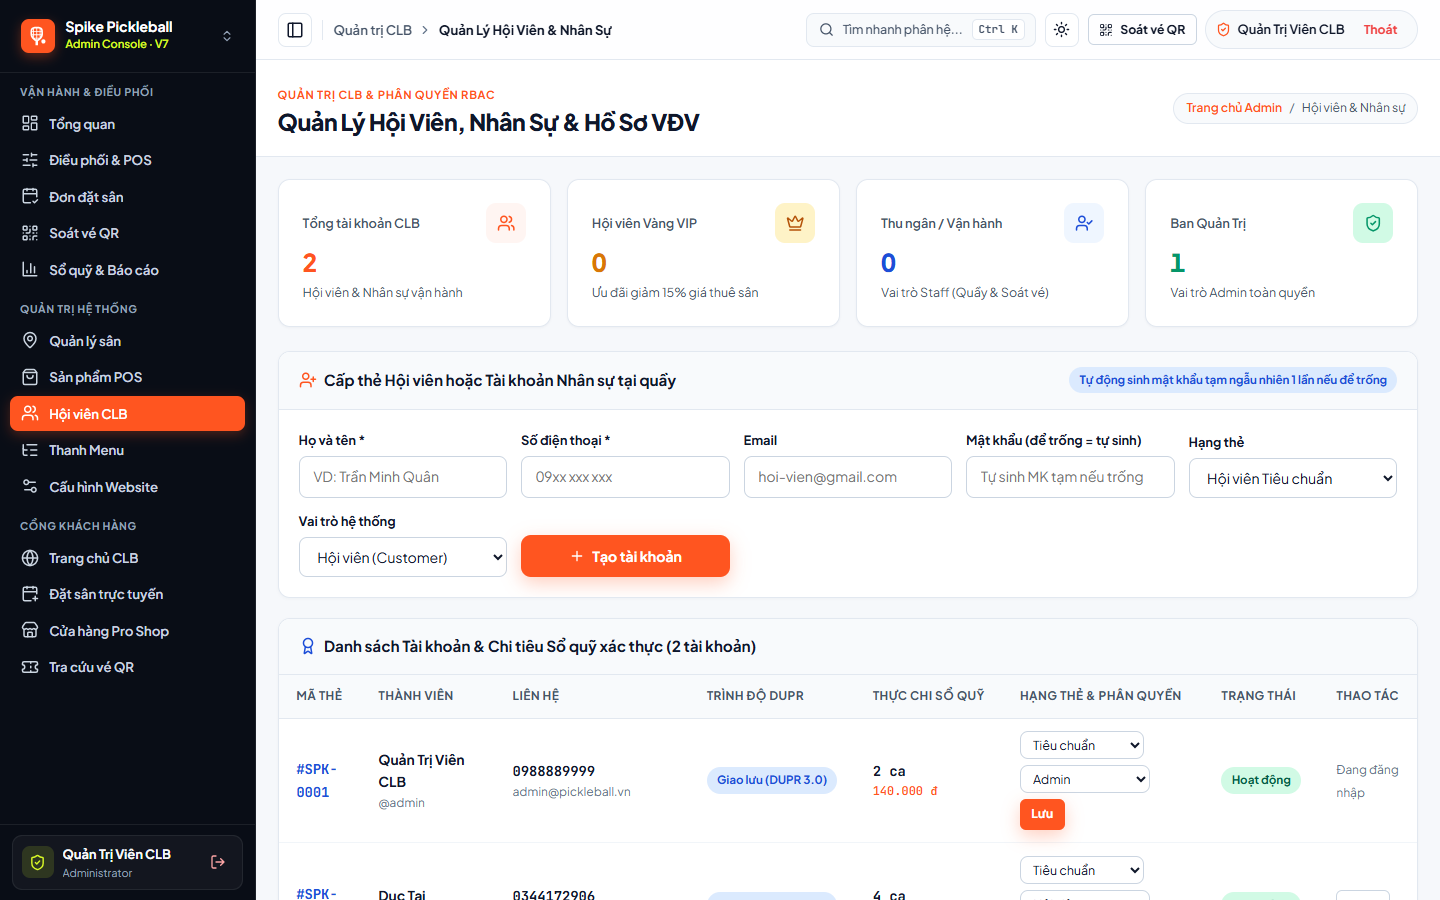 Spike Pickleball
Admin Console · V7
VẬN HÀNH & ĐIỀU PHỐI
Tổng quan
Điều phối & POS
Đơn đặt sân
Soát vé QR
Sổ quỹ & Báo cáo
QUẢN TRỊ HỆ THỐNG
Quản lý sân
Sản phẩm POS
Hội viên CLB
Thanh Menu
Cấu hình Website
CỔNG KHÁCH HÀNG
Trang chủ CLB
Đặt sân trực tuyến
Cửa hàng Pro Shop
Tra cứu vé QR
Quản Trị Viên CLB
Administrator
Quản trị CLB > Quản Lý Hội Viên & Nhân Sự
Tìm nhanh phân hệ... Ctrl K
Soát vé QR
Quản Trị Viên CLB Thoát
QUẢN TRỊ CLB & PHÂN QUYỀN RBAC
Quản Lý Hội Viên, Nhân Sự & Hồ Sơ VĐV
Trang chủ Admin / Hội viên & Nhân sự
Tổng tài khoản CLB
2
Hội viên & Nhân sự vận hành
Hội viên Vàng VIP
0
Ưu đãi giảm 15% giá thuê sân
Thu ngân / Vận hành
0
Vai trò Staff (Quầy & Soát vé)
Ban Quản Trị
1
Vai trò Admin toàn quyền
Cấp thẻ Hội viên hoặc Tài khoản Nhân sự tại quầy
Tự động sinh mật khẩu tạm ngẫu nhiên 1 lần nếu để trống
Họ và tên *
VD: Trần Minh Quân
Số điện thoại *
09xx xxx xxx
Email
hoi-vien@gmail.com
Mật khẩu (để trống = tự sinh)
Tự sinh MK tạm nếu trống
Hạng thẻ
Hội viên Tiêu chuẩn
Vai trò hệ thống
Hội viên (Customer)
+ Tạo tài khoản
Danh sách Tài khoản & Chi tiêu Sổ quỹ xác thực (2 tài khoản)
MÃ THẺ THÀNH VIÊN LIÊN HỆ TRÌNH ĐỘ DUPR THỰC CHI SỔ QUỸ HẠNG THẺ & PHÂN QUYỀN TRẠNG THÁI THAO TÁC
#SPK-
0001
Quản Trị Viên
CLB
@admin
0988889999
admin@pickleball.vn
Giao lưu (DUPR 3.0)
2 ca
140.000 đ
Tiêu chuẩn
Admin
Lưu
Hoạt động
Đang đăng
nhập
#SPK-
Duc Tai
0344172906
4 ca
Tiêu chuẩn